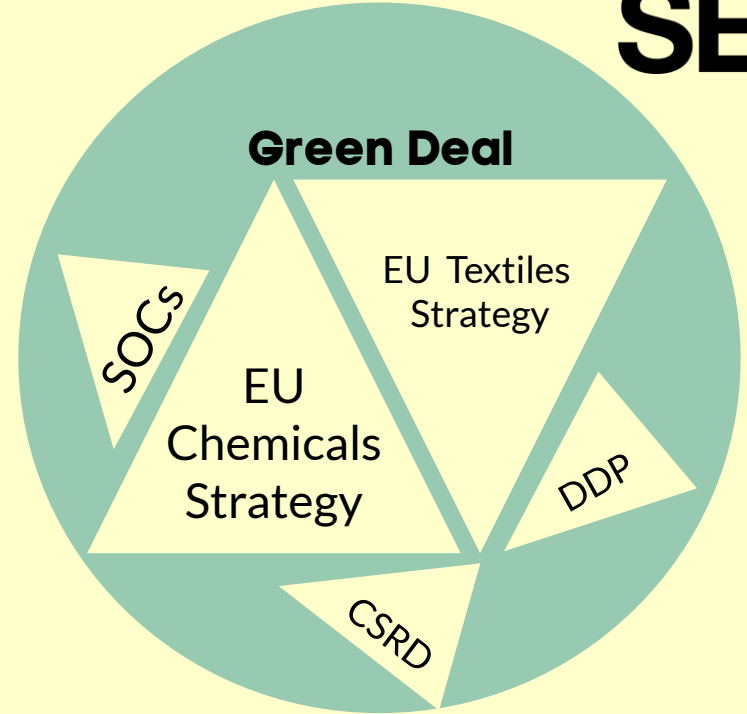 SE
Green Deal
EU Textiles
Strategy
SOCs
EU
Chemicals
Strategy
DDP
CSRD